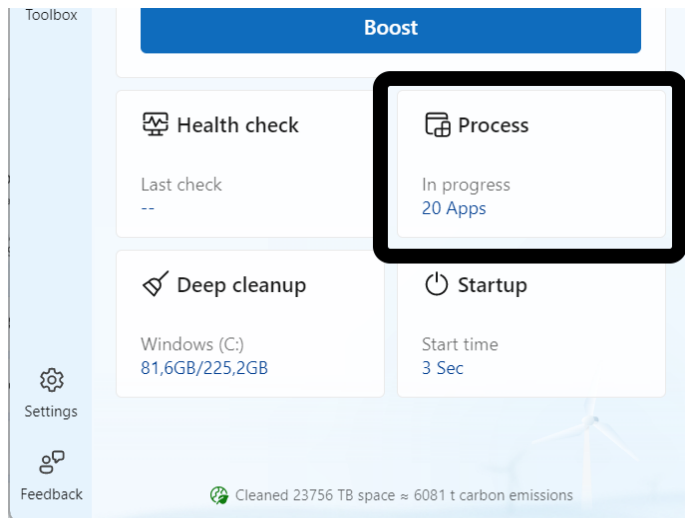 Toolbox
Boost
Health check
Last check
--
Process
In progress
20 Apps
Deep cleanup
Windows (C:)
81,6GB/225,2GB
Startup
Start time
3 Sec
Settings
Feedback
Cleaned 23756 TB space ≈ 6081 t carbon emissions